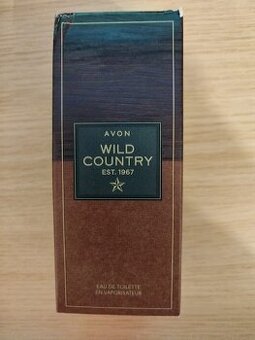 AVON
WILD
COUNTRY
EST. 1967
EAU DE TOILETTE
EN VAPORISATEUR